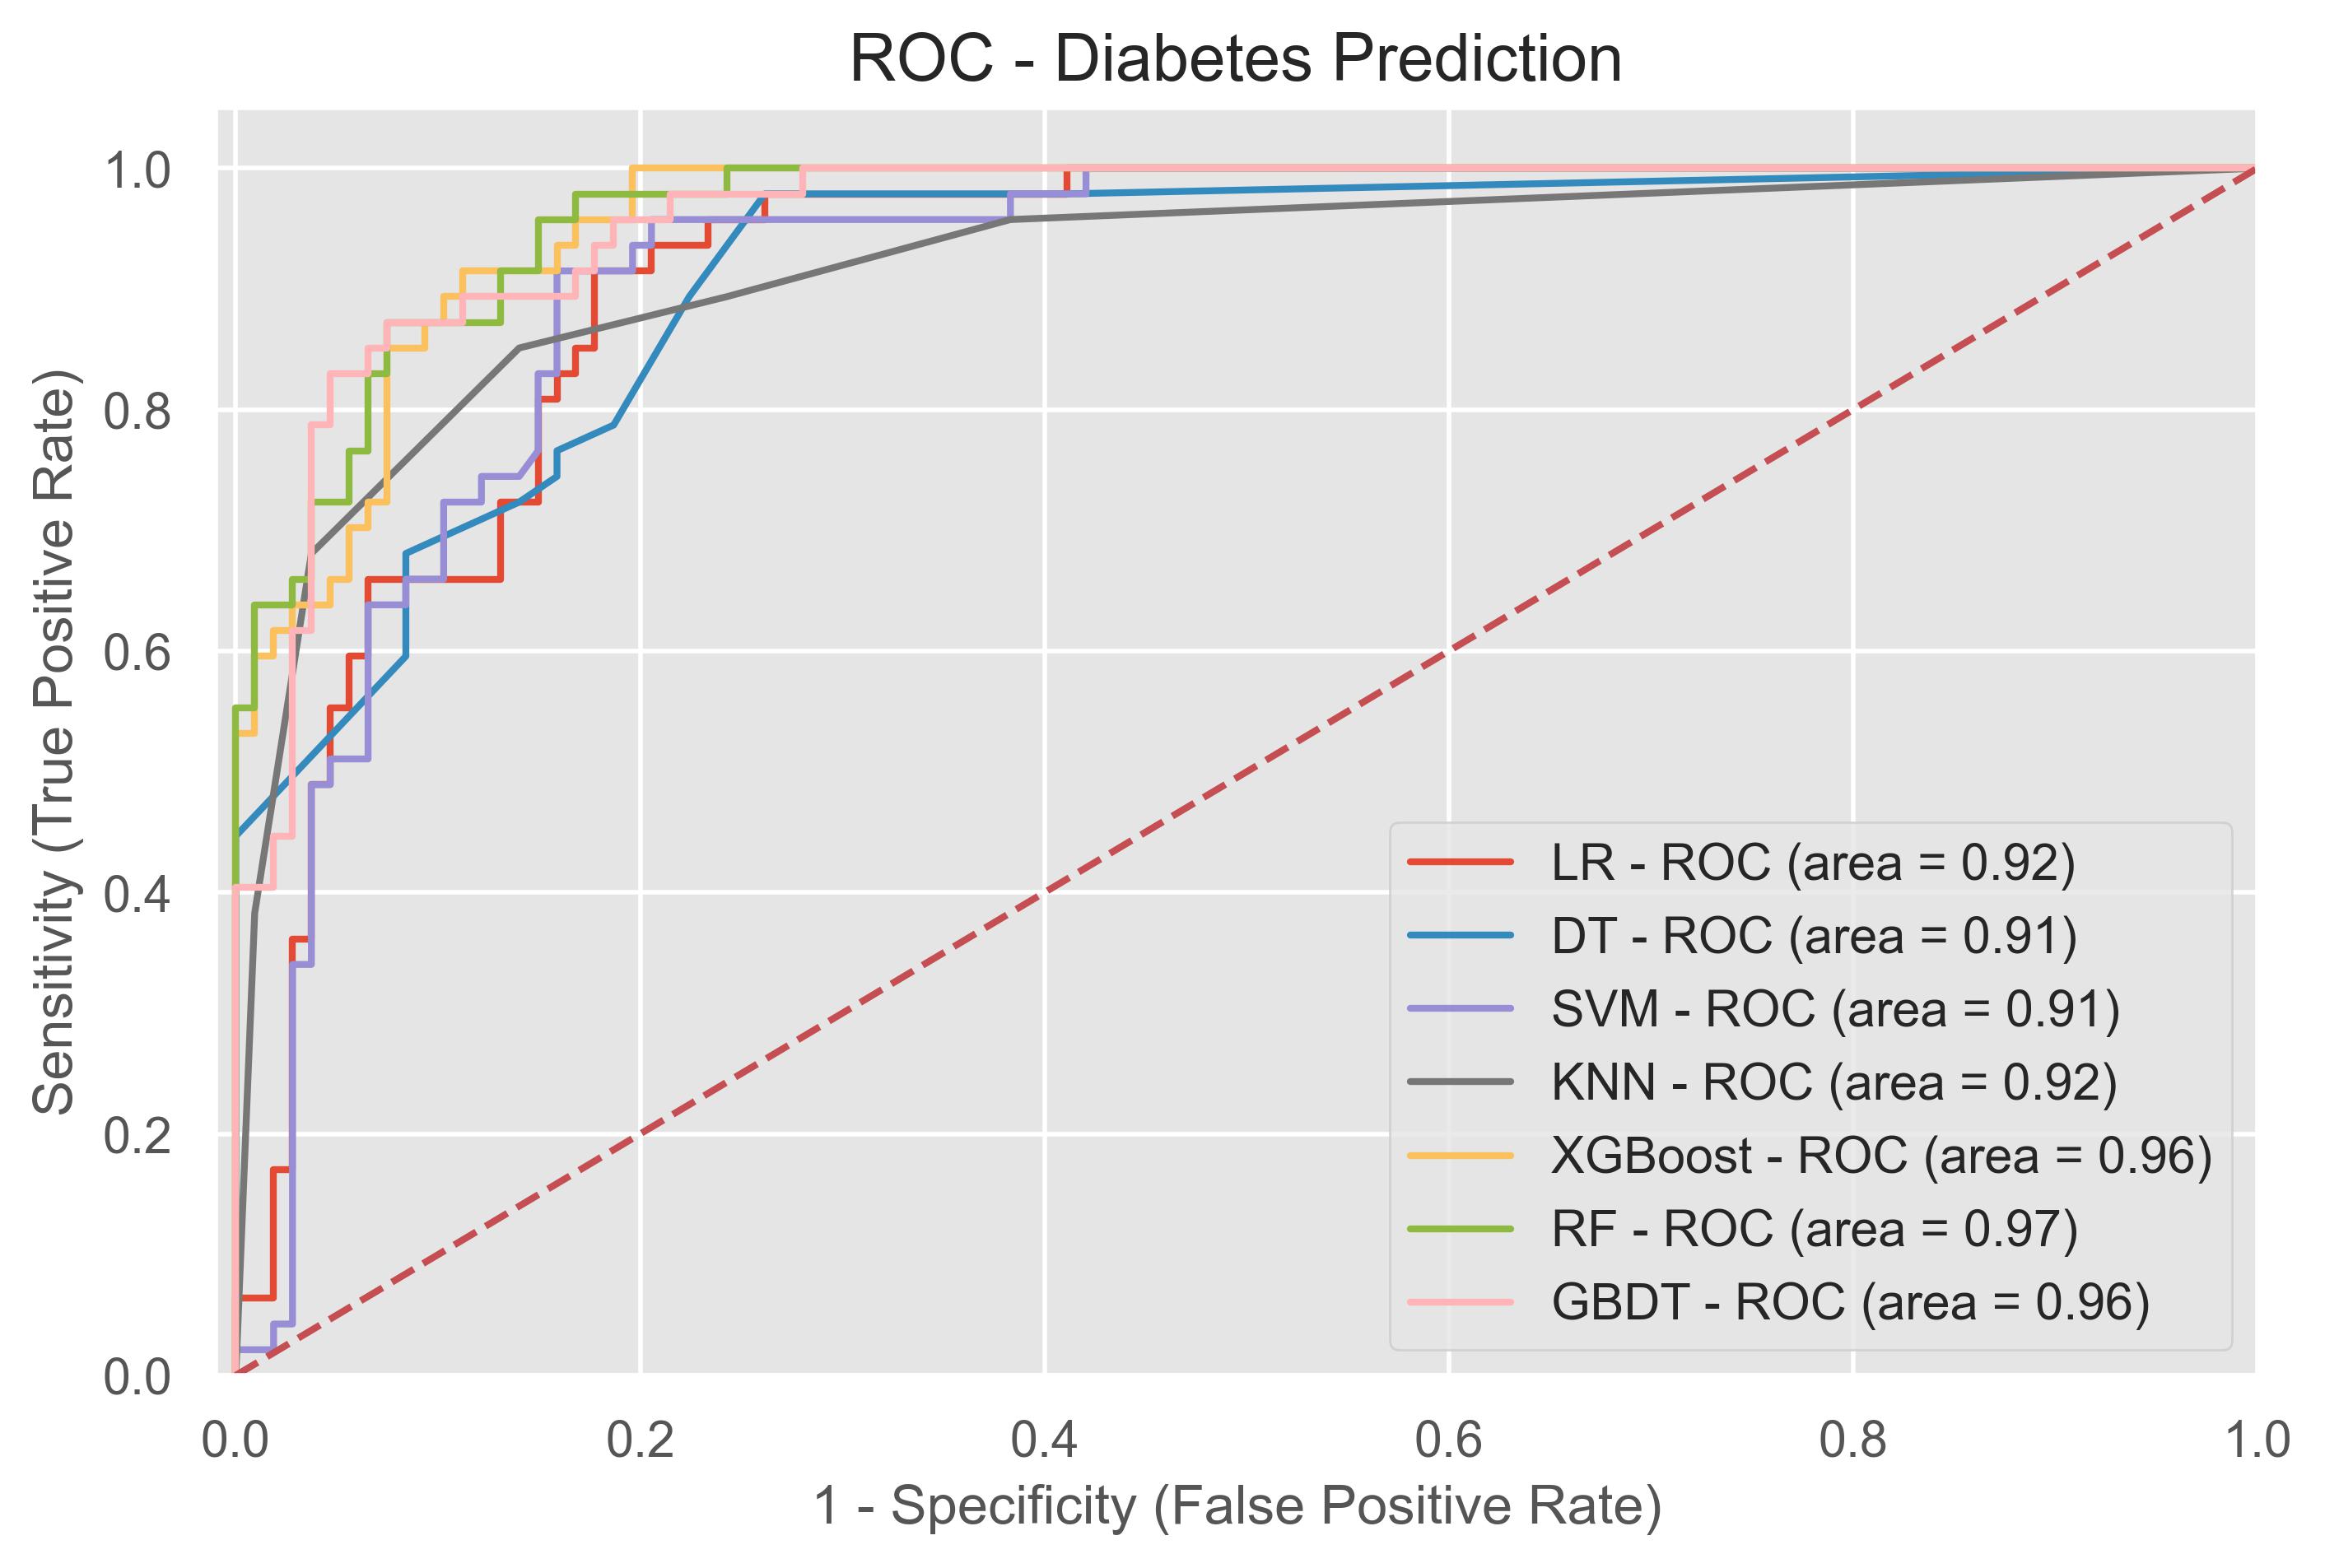 ROC - Diabetes Prediction
Sensitivity (True Positive Rate)
1.0
0.8
0.6
0.4
0.2
0.0
LR - ROC (area = 0.92)
DT - ROC (area = 0.91)
SVM - ROC (area = 0.91)
KNN - ROC (area = 0.92)
XGBoost - ROC (area = 0.96)
RF - ROC (area = 0.97)
GBDT - ROC (area = 0.96)
0.0 0.2 0.4 0.6 0.8 1.0
1 - Specificity (False Positive Rate)